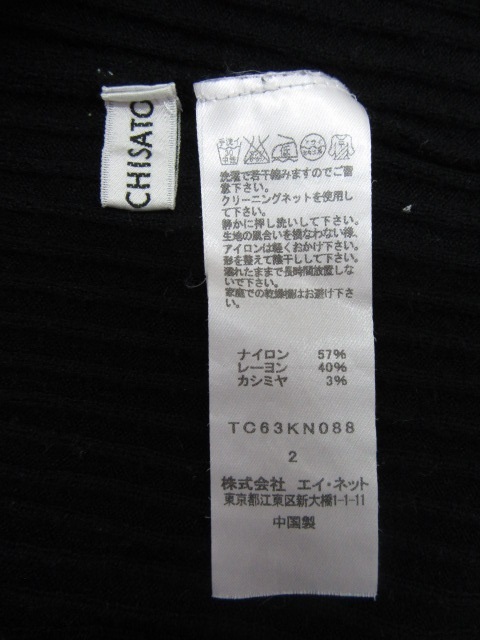 CHISATO
手洗イ
中性
洗濯で若干縮みますのでご留
意下さい。
クリーニングネットを使用し
て下さい。
静かに押し洗いして下さい。
生地の風合いを損なわない様、
アイロンは軽くおかけ下さい。
形を整えて陰干しして下さい。
濡れたままで長時間放置しな
いで下さい。
家庭での乾燥機はお避け下さ
い。
ナイロン 57%
レーヨン 40%
カシミヤ 3%
TC63KN088
2
株式会社 エイ・ネット
東京都江東区新大橋1-1-11
中国製